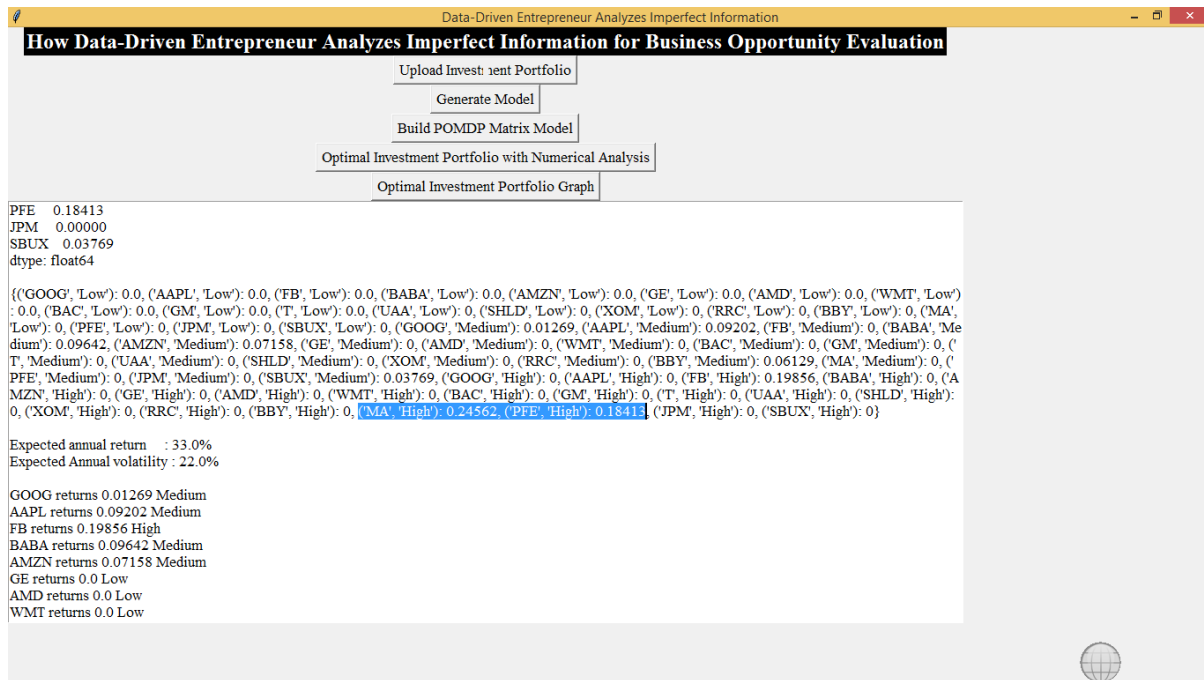 Data-Driven Entrepreneur Analyzes Imperfect Information
How Data-Driven Entrepreneur Analyzes Imperfect Information for Business Opportunity Evaluation
Upload Investment Portfolio
Generate Model
Build POMDP Matrix Model
Optimal Investment Portfolio with Numerical Analysis
Optimal Investment Portfolio Graph
PFE 0.18413
JPM 0.00000
SBUX 0.03769
dtype: float64
{('GOOG', 'Low'): 0.0, ('AAPL', 'Low'): 0.0, ('FB', 'Low'): 0.0, ('BABA', 'Low'): 0.0, ('AMZN', 'Low'): 0.0, ('GE', 'Low'): 0.0, ('AMD', 'Low'): 0.0, ('WMT', 'Low')
: 0.0, ('BAC', 'Low'): 0.0, ('GM', 'Low'): 0.0, ('T', 'Low'): 0.0, ('UAA', 'Low'): 0.0, ('SHLD', 'Low'): 0.0, ('XOM', 'Low'): 0, ('RRC', 'Low'): 0, ('BBY', 'Low'): 0, ('MA',
'Low'): 0, ('PFE', 'Low'): 0, ('JPM', 'Low'): 0, ('SBUX', 'Low'): 0, ('GOOG', 'Medium'): 0.01269, ('AAPL', 'Medium'): 0.09202, ('FB', 'Medium'): 0, ('BABA', 'Me
dium'): 0.09642, ('AMZN', 'Medium'): 0.07158, ('GE', 'Medium'): 0, ('AMD', 'Medium'): 0, ('WMT', 'Medium'): 0, ('BAC', 'Medium'): 0, ('GM', 'Medium'): 0, ('
T', 'Medium'): 0, ('UAA', 'Medium'): 0, ('SHLD', 'Medium'): 0, ('XOM', 'Medium'): 0, ('RRC', 'Medium'): 0, ('BBY', 'Medium'): 0.06129, ('MA', 'Medium'): 0, ('
PFE', 'Medium'): 0, ('JPM', 'Medium'): 0, ('SBUX', 'Medium'): 0.03769, ('GOOG', 'High'): 0, ('AAPL', 'High'): 0, ('FB', 'High'): 0.19856, ('BABA', 'High'): 0, ('A
MZN', 'High'): 0, ('GE', 'High'): 0, ('AMD', 'High'): 0, ('WMT', 'High'): 0, ('BAC', 'High'): 0, ('GM', 'High'): 0, ('T', 'High'): 0, ('UAA', 'High'): 0, ('SHLD', 'High'):
0, ('XOM', 'High'): 0, ('RRC', 'High'): 0, ('BBY', 'High'): 0, ('MA', 'High'): 0.24562, ('PFE', 'High'): 0.18413, ('JPM', 'High'): 0, ('SBUX', 'High'): 0}
Expected annual return : 33.0%
Expected Annual volatility : 22.0%
GOOG returns 0.01269 Medium
AAPL returns 0.09202 Medium
FB returns 0.19856 High
BABA returns 0.09642 Medium
AMZN returns 0.07158 Medium
GE returns 0.0 Low
AMD returns 0.0 Low
WMT returns 0.0 Low